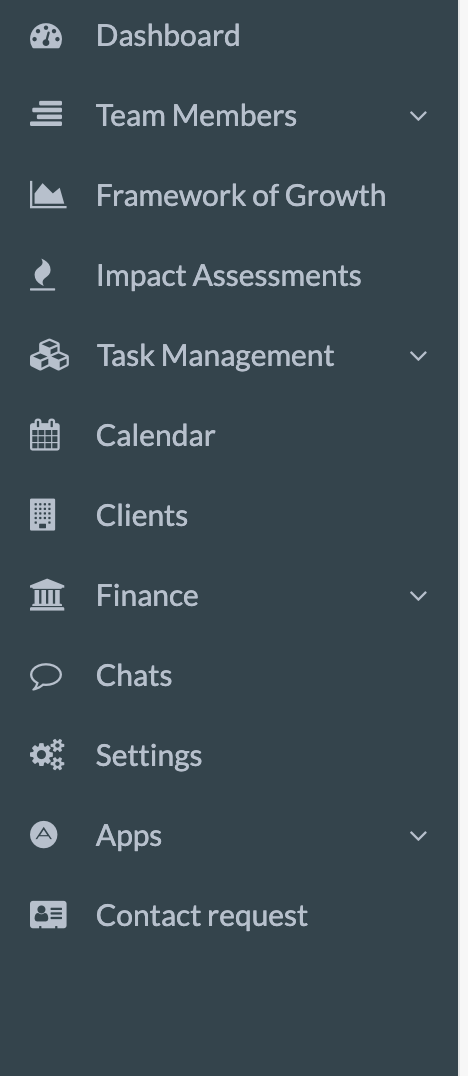 Dashboard
Team Members
Framework of Growth
Impact Assessments
Task Management
Calendar
Clients
Finance
Chats
Settings
Apps
Contact request